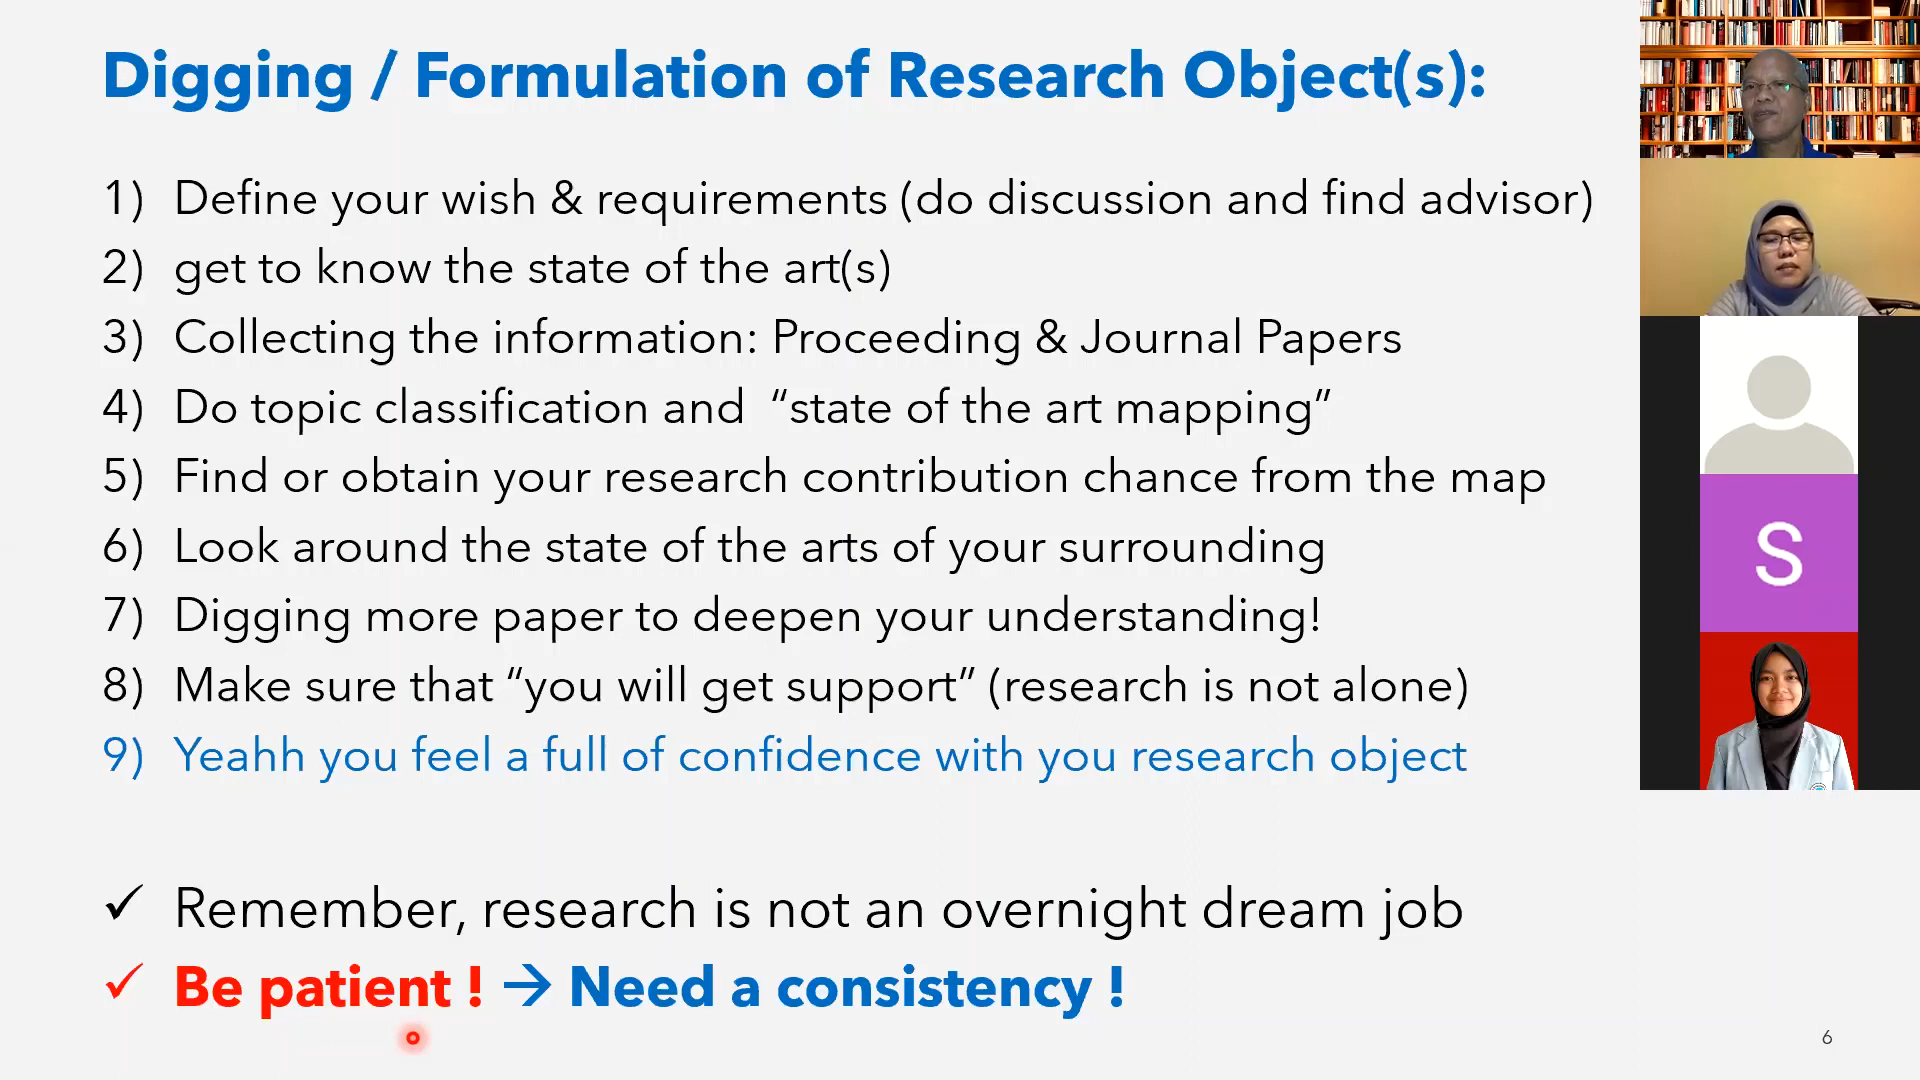 Digging / Formulation of Research Object(s):
1) Define your wish & requirements (do discussion and find advisor)
2) get to know the state of the art(s)
3) Collecting the information: Proceeding & Journal Papers
4) Do topic classification and “state of the art mapping”
5) Find or obtain your research contribution chance from the map
6) Look around the state of the arts of your surrounding
7) Digging more paper to deepen your understanding!
8) Make sure that “you will get support” (research is not alone)
9) Yeahh you feel a full of confidence with you research object
✓ Remember, research is not an overnight dream job
✓ Be patient ! → Need a consistency !
6
S